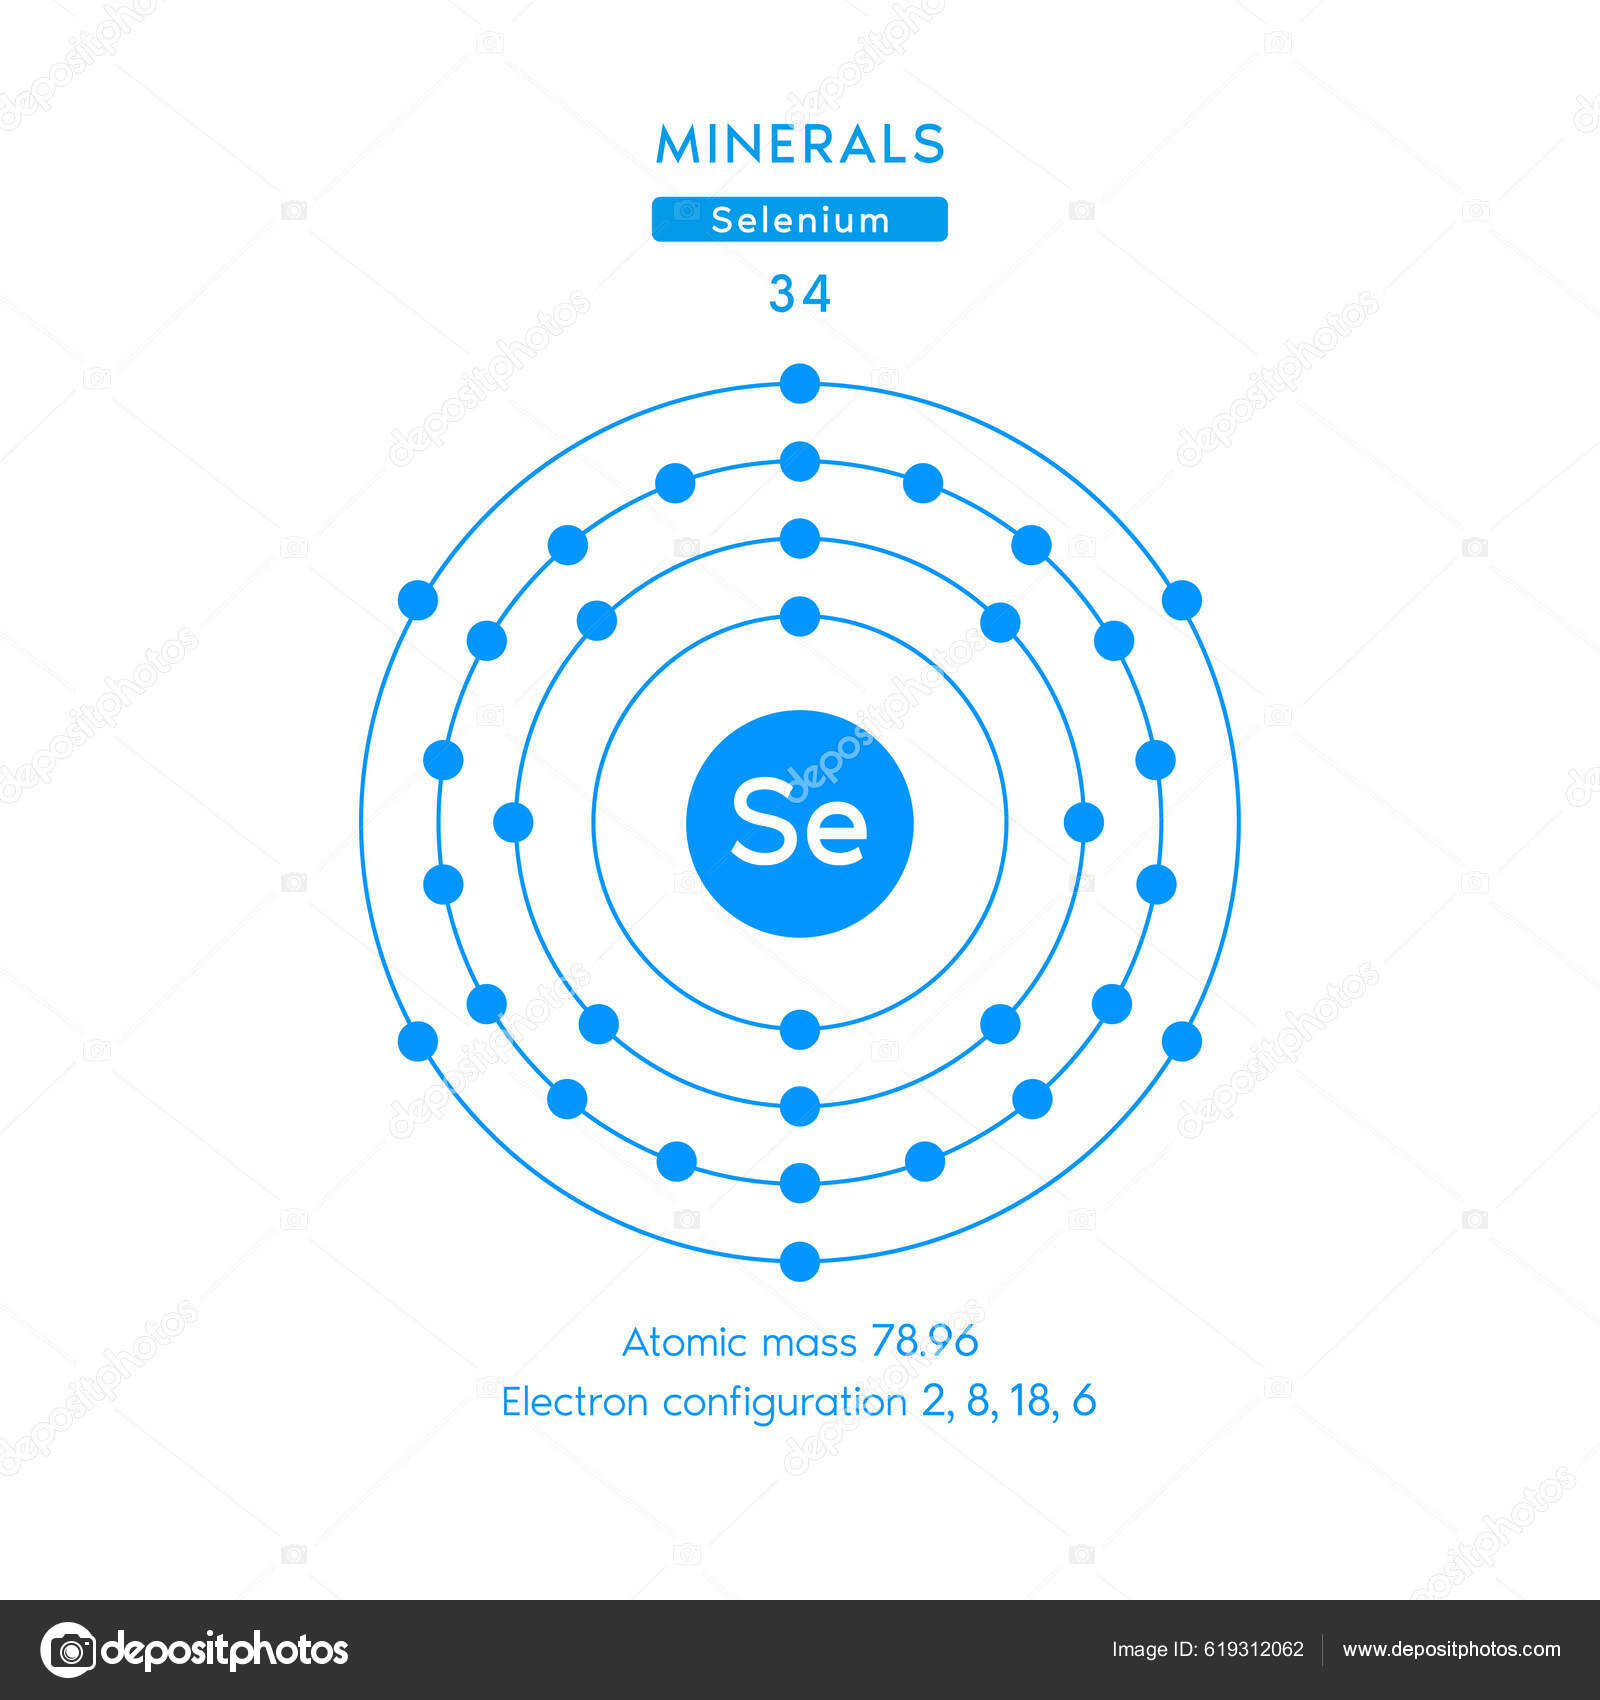 MINERALS
Selenium
34
Se
Atomic mass 78.96
Electron configuration 2, 8, 18, 6
depositphotos
Image ID: 619312062
www.depositphotos.com